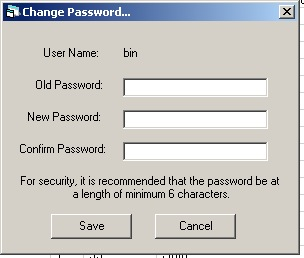 Change Password...
User Name: bin
Old Password:
New Password:
Confirm Password:
For security, it is recommended that the password be at
a length of minimum 6 characters.
Save Cancel